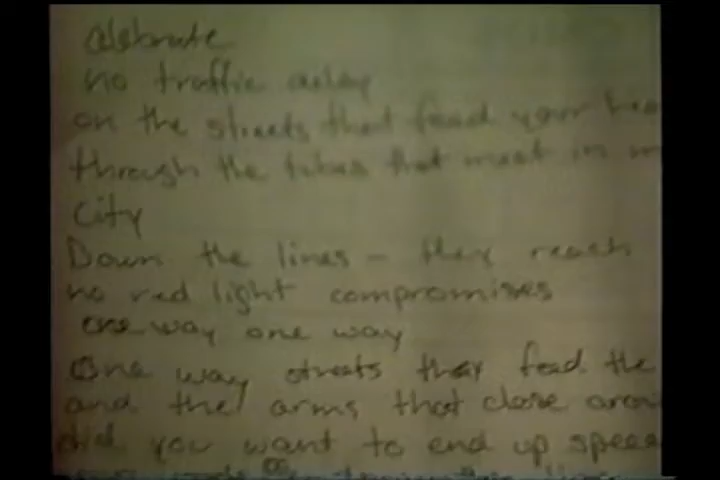 celebrate
no traffic delay
on the streets that feed your
through the tubes that meet in
City
Down the lines – they reach
no red light compromises
one way one way
One way streets they feed the
and the arms that close
did you want to end up